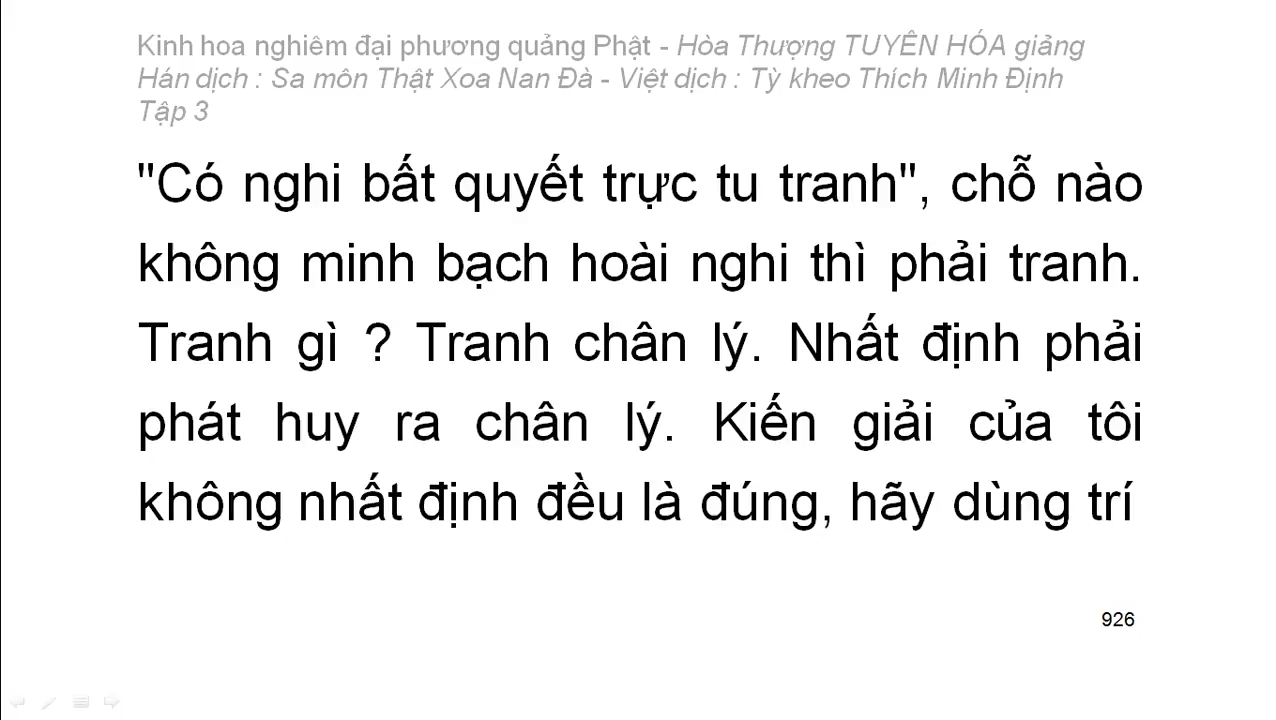 Kinh hoa nghiêm đại phương quảng Phật - Hòa Thượng TUYÊN HÓA giảng
Hán dịch : Sa môn Thật Xoa Nan Đà - Việt dịch : Tỳ kheo Thích Minh Định
Tập 3
"Có nghi bất quyết trực tu tranh", chỗ nào
không minh bạch hoài nghi thì phải tranh.
Tranh gì ? Tranh chân lý. Nhất định phải
phát huy ra chân lý. Kiến giải của tôi
không nhất định đều là đúng, hãy dùng trí
926